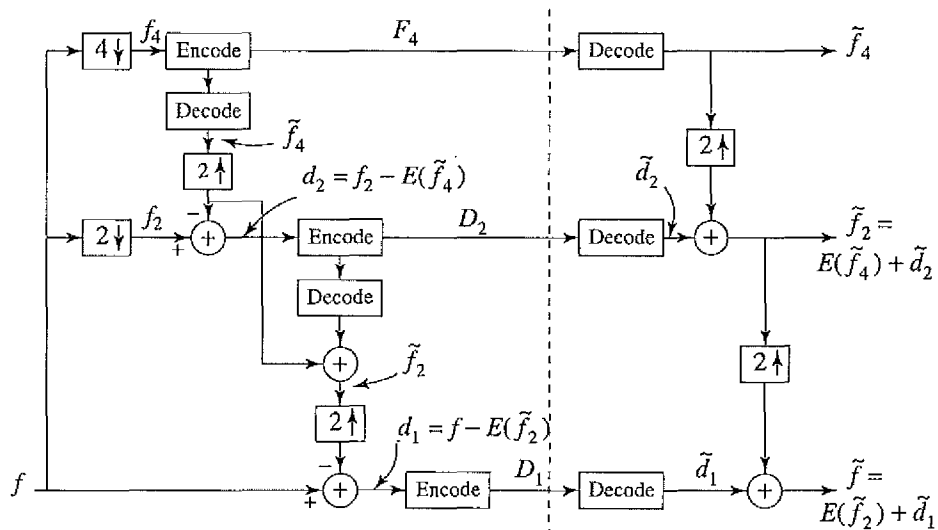 4↓ f₄ Encode F₄ Decode f̃₄
Decode
f̃₄
2↑ 2↑
d₂ = f₂ − E(f̃₄) d̃₂
−
2↓ f₂ + + Encode D₂ Decode + f̃₂ =
E(f̃₄) + d̃₂
Decode
+
f̃₂ 2↑
2↑
d₁ = f − E(f̃₂)
−
f + + Encode D₁ Decode d̃₁ + f̃ =
E(f̃₂) + d̃₁